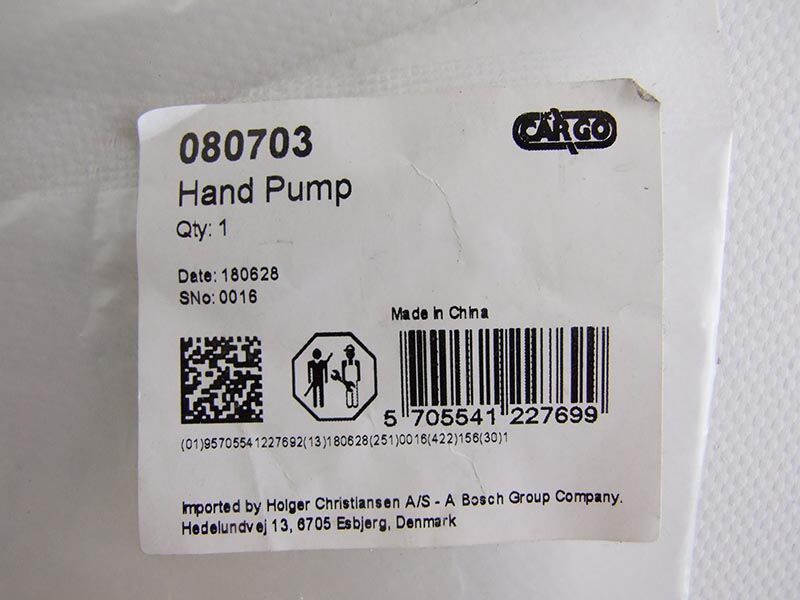 080703
CARGO
Hand Pump
Qty: 1
Date: 180628
SNo: 0016
Made in China
5 705541 227699
(01)95705541227692(13)180628(251)0016(422)156(30)1
Imported by Holger Christiansen A/S - A Bosch Group Company.
Hedelundvej 13, 6705 Esbjerg, Denmark